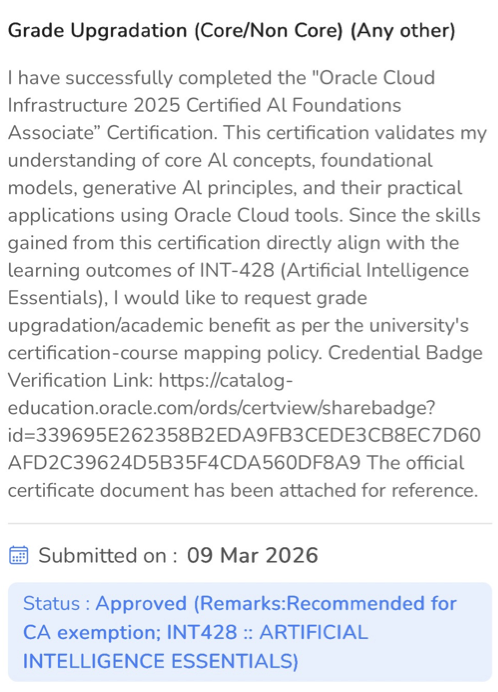 Grade Upgradation (Core/Non Core) (Any other)
I have successfully completed the "Oracle Cloud
Infrastructure 2025 Certified Al Foundations
Associate” Certification. This certification validates my
understanding of core Al concepts, foundational
models, generative Al principles, and their practical
applications using Oracle Cloud tools. Since the skills
gained from this certification directly align with the
learning outcomes of INT-428 (Artificial Intelligence
Essentials), I would like to request grade
upgradation/academic benefit as per the university's
certification-course mapping policy. Credential Badge
Verification Link: https://catalog-
education.oracle.com/ords/certview/sharebadge?
id=339695E262358B2EDA9FB3CEDE3CB8EC7D60
AFD2C39624D5B35F4CDA560DF8A9 The official
certificate document has been attached for reference.
Submitted on : 09 Mar 2026
Status : Approved (Remarks:Recommended for
CA exemption; INT428 :: ARTIFICIAL
INTELLIGENCE ESSENTIALS)